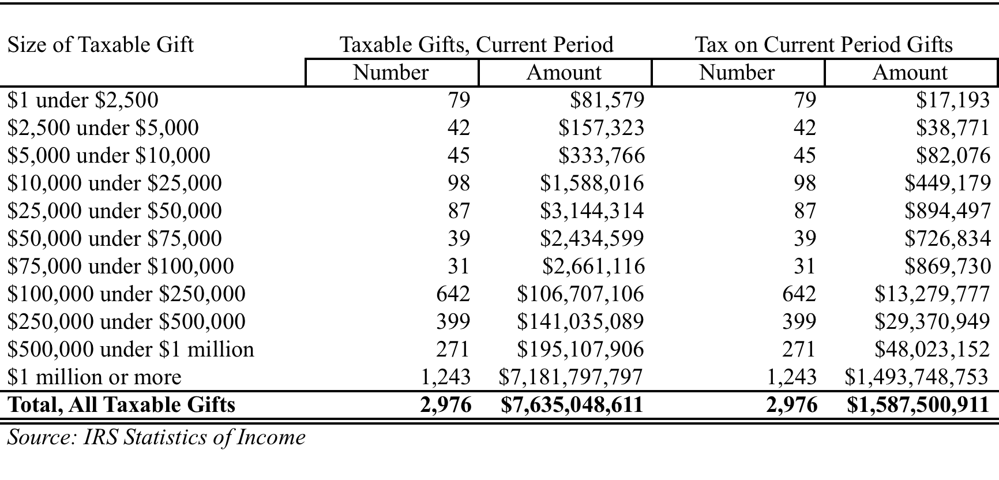 Size of Taxable Gift Taxable Gifts, Current Period Tax on Current Period Gifts
Number Amount Number Amount
$1 under $2,500 79 $81,579 79 $17,193
$2,500 under $5,000 42 $157,323 42 $38,771
$5,000 under $10,000 45 $333,766 45 $82,076
$10,000 under $25,000 98 $1,588,016 98 $449,179
$25,000 under $50,000 87 $3,144,314 87 $894,497
$50,000 under $75,000 39 $2,434,599 39 $726,834
$75,000 under $100,000 31 $2,661,116 31 $869,730
$100,000 under $250,000 642 $106,707,106 642 $13,279,777
$250,000 under $500,000 399 $141,035,089 399 $29,370,949
$500,000 under $1 million 271 $195,107,906 271 $48,023,152
$1 million or more 1,243 $7,181,797,797 1,243 $1,493,748,753
Total, All Taxable Gifts 2,976 $7,635,048,611 2,976 $1,587,500,911
Source: IRS Statistics of Income